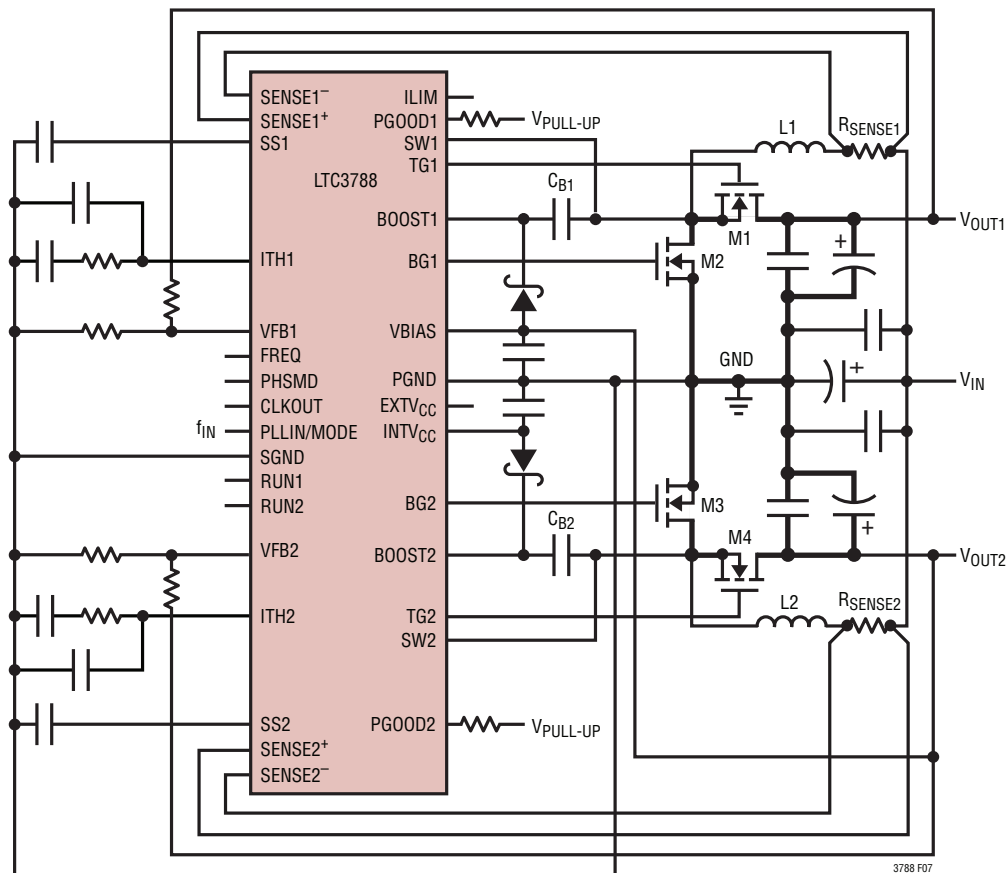 SENSE1–
SENSE1+
SS1
LTC3788
ITH1
VFB1
FREQ
PHSMD
CLKOUT
fIN
PLLIN/MODE
SGND
RUN1
RUN2
VFB2
ITH2
SS2
SENSE2+
SENSE2–
ILIM
PGOOD1
VPULL-UP
SW1
TG1
BOOST1
BG1
VBIAS
PGND
EXTVCC
INTVCC
BG2
BOOST2
TG2
SW2
PGOOD2
VPULL-UP
CB1
CB2
L1
RSENSE1
M1
M2
+
VOUT1
GND
+
VIN
M3
M4
+
VOUT2
L2
RSENSE2
3788 F07